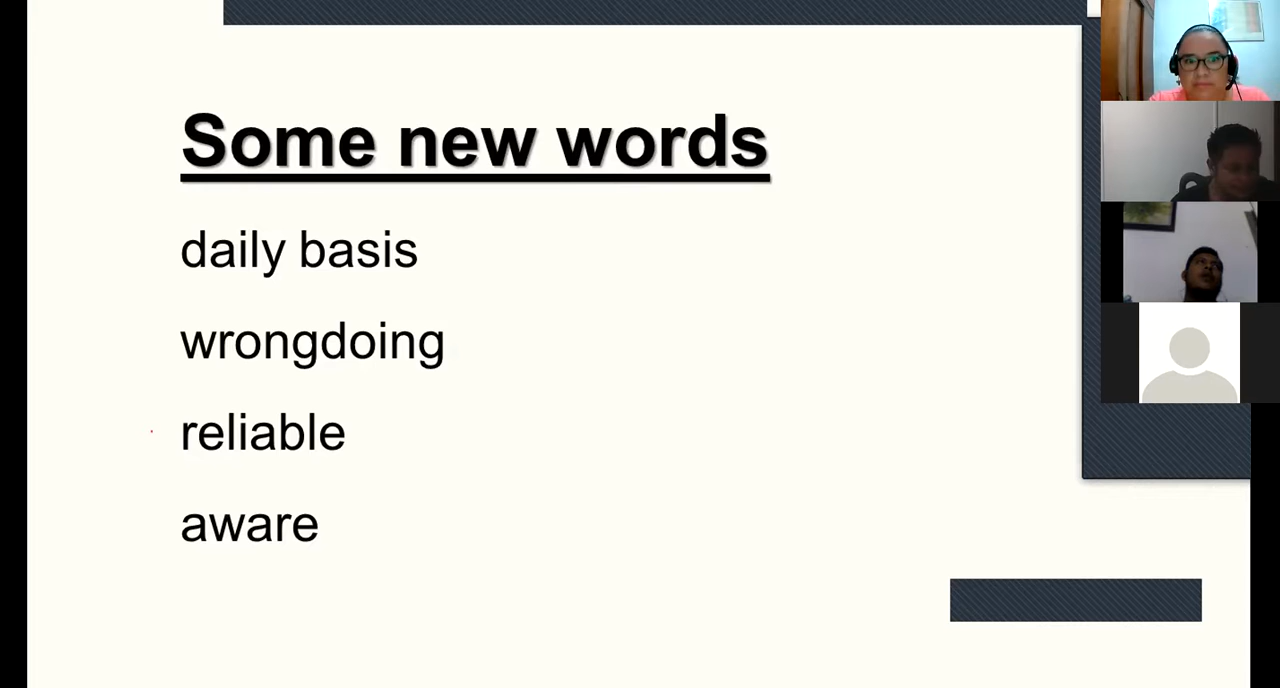 Some new words
daily basis
wrongdoing
reliable
aware